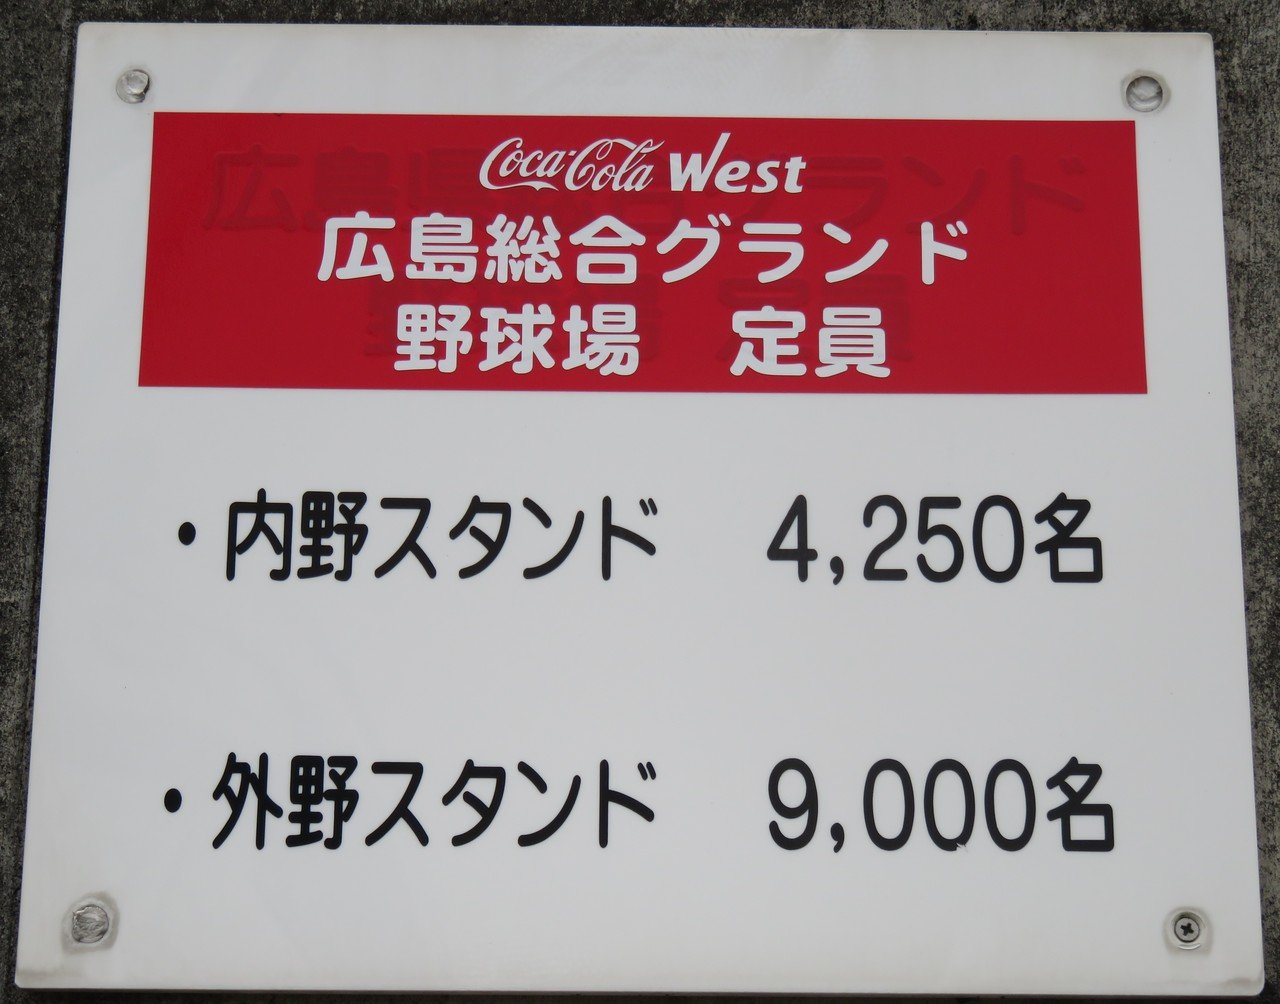 Coca-Cola West
広島総合グランド
野球場　定員
・内野スタンド　4,250名
・外野スタンド　9,000名